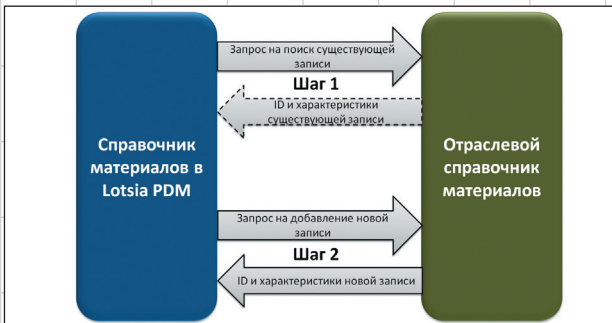 Запрос на поиск существующей
записи
Шаг 1
ID и характеристики
существующей записи
Справочник
материалов в
Lotsia PDM
Отраслевой
справочник
материалов
Запрос на добавление новой
записи
Шаг 2
ID и характеристики новой записи